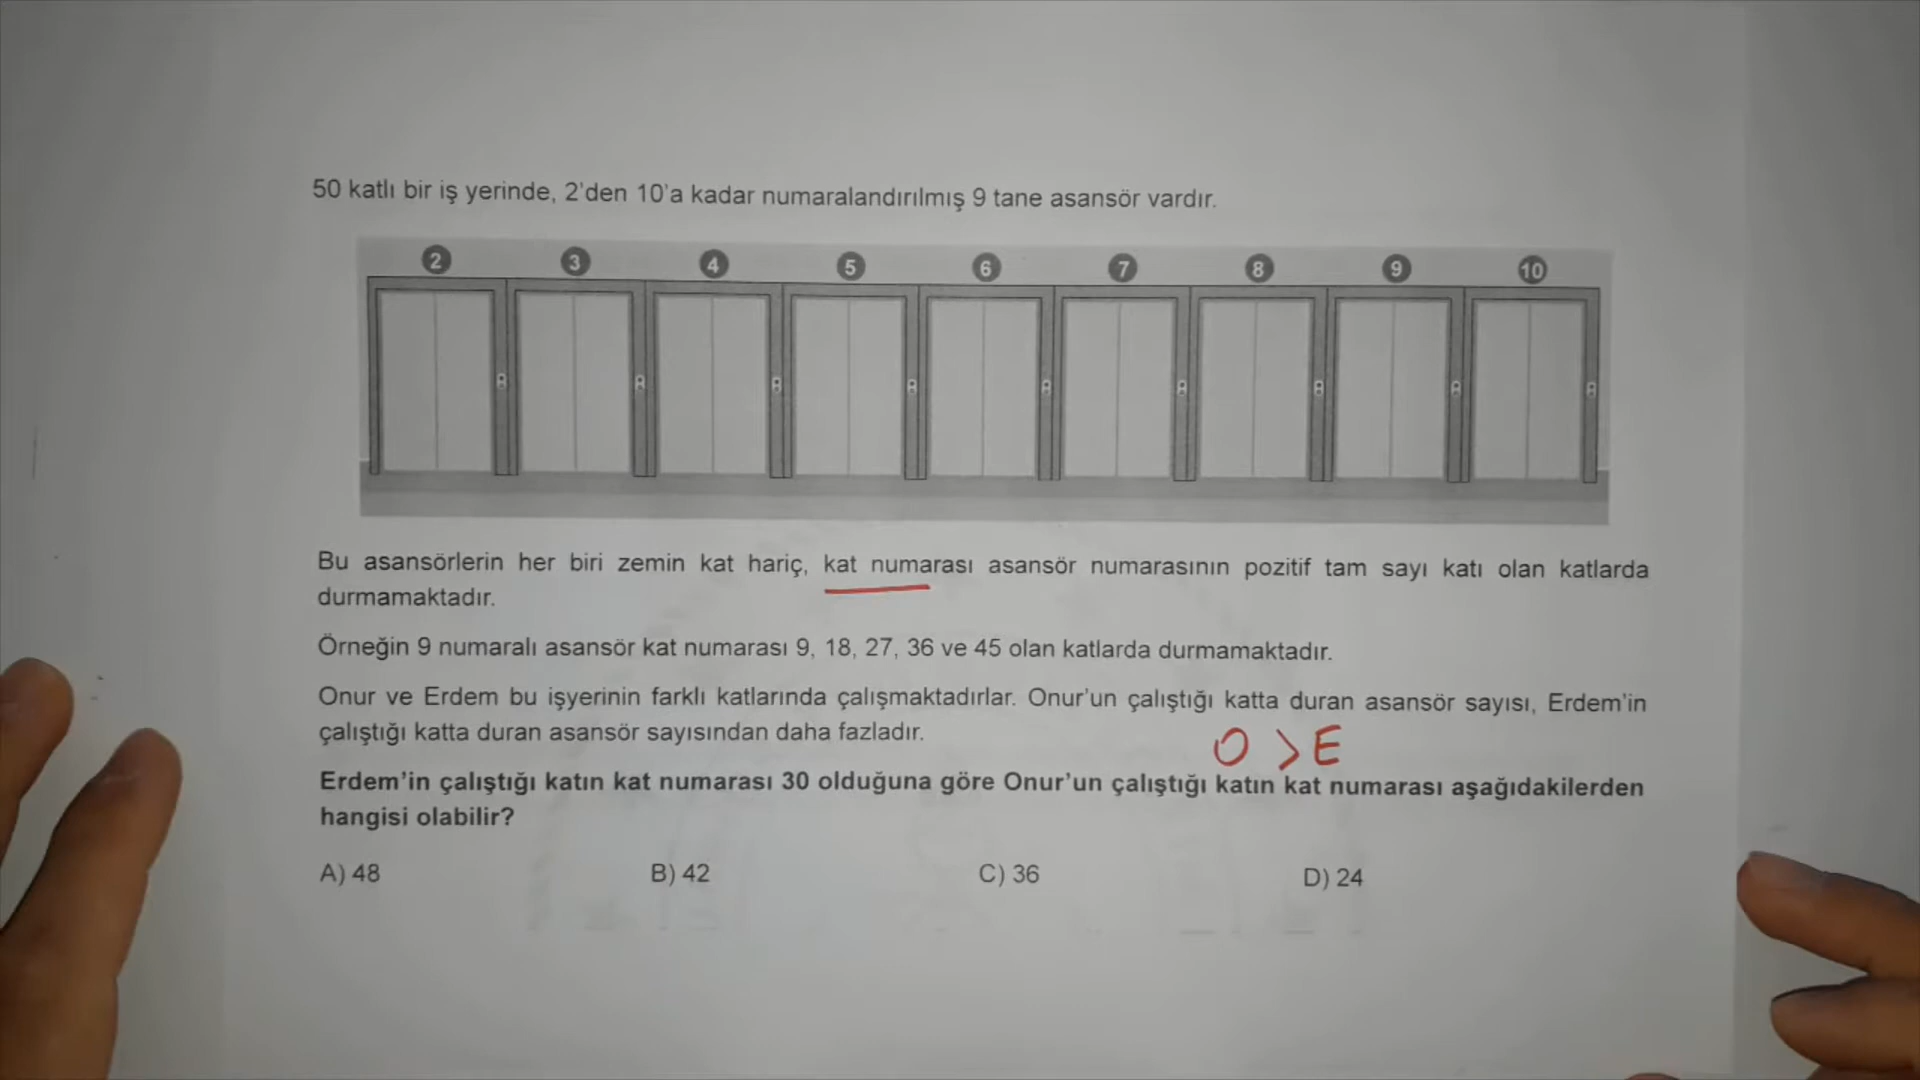 50 katlı bir iş yerinde, 2'den 10'a kadar numaralandırılmış 9 tane asansör vardır.
2 3 4 5 6 7 8 9 10
Bu asansörlerin her biri zemin kat hariç, kat numarası asansör numarasının pozitif tam sayı katı olan katlarda
durmamaktadır.
Örneğin 9 numaralı asansör kat numarası 9, 18, 27, 36 ve 45 olan katlarda durmamaktadır.
Onur ve Erdem bu işyerinin farklı katlarında çalışmaktadırlar. Onur'un çalıştığı katta duran asansör sayısı, Erdem'in
çalıştığı katta duran asansör sayısından daha fazladır.
O > E
Erdem'in çalıştığı katın kat numarası 30 olduğuna göre Onur'un çalıştığı katın kat numarası aşağıdakilerden
hangisi olabilir?
A) 48 B) 42 C) 36 D) 24